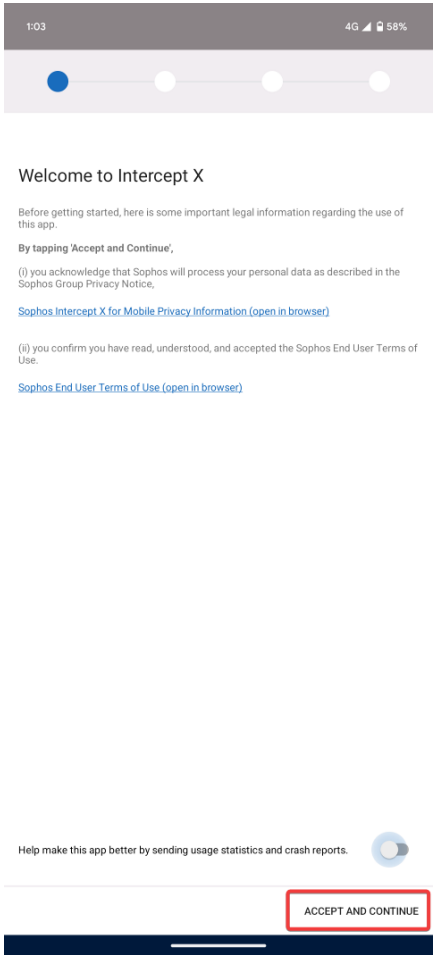 1:03
4G 58%
Welcome to Intercept X
Before getting started, here is some important legal information regarding the use of
this app.
By tapping 'Accept and Continue',
(i) you acknowledge that Sophos will process your personal data as described in the
Sophos Group Privacy Notice,
Sophos Intercept X for Mobile Privacy Information (open in browser)
(ii) you confirm you have read, understood, and accepted the Sophos End User Terms of
Use.
Sophos End User Terms of Use (open in browser)
Help make this app better by sending usage statistics and crash reports.
ACCEPT AND CONTINUE